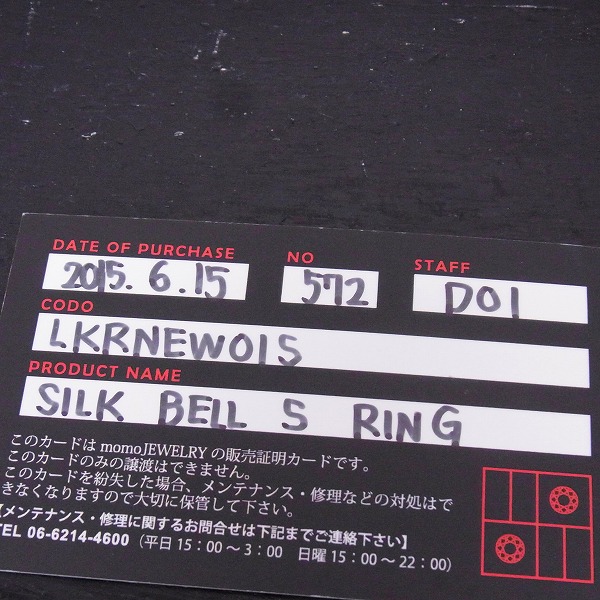 DATE OF PURCHASE NO STAFF
2015.6.15 572 DOI
CODO
LKRNEW01S
PRODUCT NAME
SILK BELL S RING
このカードは momoJEWELRY の販売証明カードです。
このカードのみの譲渡はできません。
このカードを紛失した場合、メンテナンス・修理などの対処はで
きなくなりますので大切に保管して下さい。
【メンテナンス・修理に関するお問合せは下記までご連絡下さい】
TEL 06-6214-4600（平日 15：00～3：00 日曜 15：00～22：00）